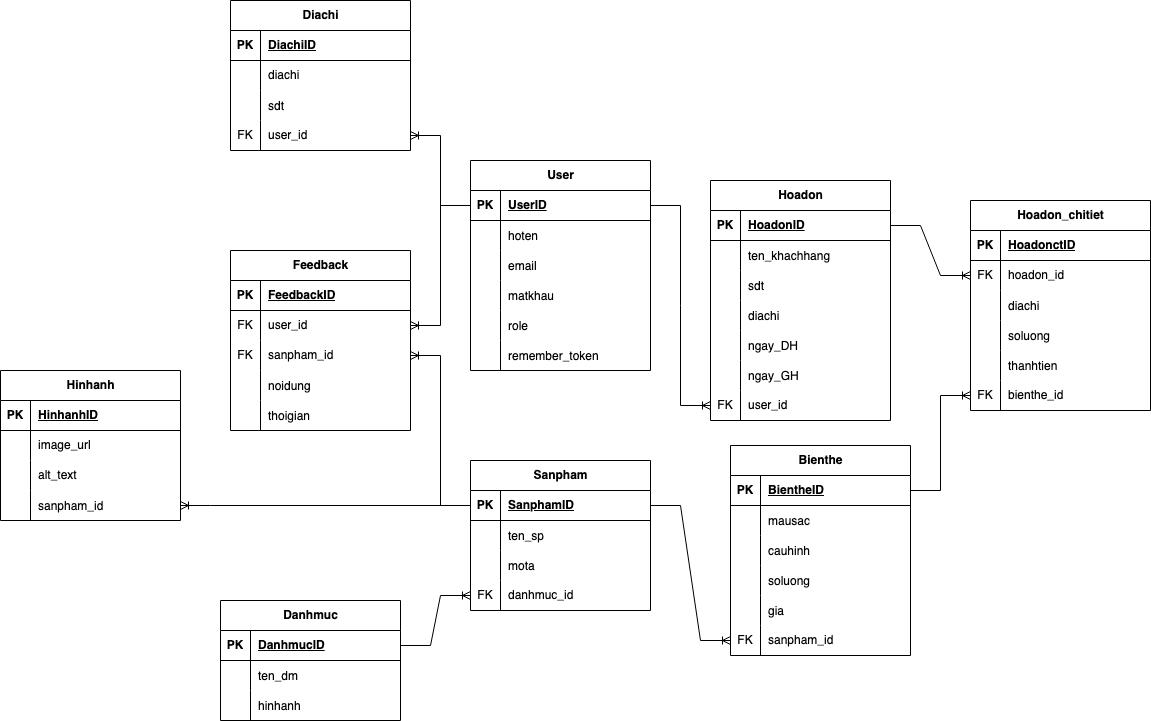 Diachi
PK DiachiID
diachi
sdt
FK user_id
User
PK UserID
hoten
email
matkhau
role
remember_token
Hoadon
PK HoadonID
ten_khachhang
sdt
diachi
ngay_DH
ngay_GH
FK user_id
Hoadon_chitiet
PK HoadonctID
FK hoadon_id
diachi
soluong
thanhtien
FK bienthe_id
Feedback
PK FeedbackID
FK user_id
FK sanpham_id
noidung
thoigian
Hinhanh
PK HinhanhID
image_url
alt_text
sanpham_id
Sanpham
PK SanphamID
ten_sp
mota
FK danhmuc_id
Bienthe
PK BientheID
mausac
cauhinh
soluong
gia
FK sanpham_id
Danhmuc
PK DanhmucID
ten_dm
hinhanh